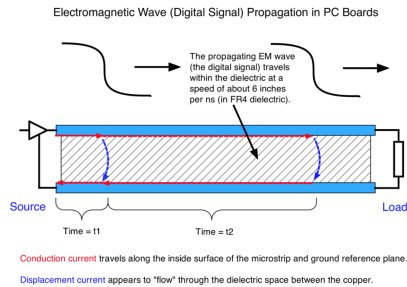 Electromagnetic Wave (Digital Signal) Propagation in PC Boards
The propagating EM wave
(the digital signal) travels
within the dielectric at a
speed of about 6 inches
per ns (in FR4 dielectric).
Source
Load
Time = t1
Time = t2
Conduction current travels along the inside surface of the microstrip and ground reference plane.
Displacement current appears to "flow" through the dielectric space between the copper.